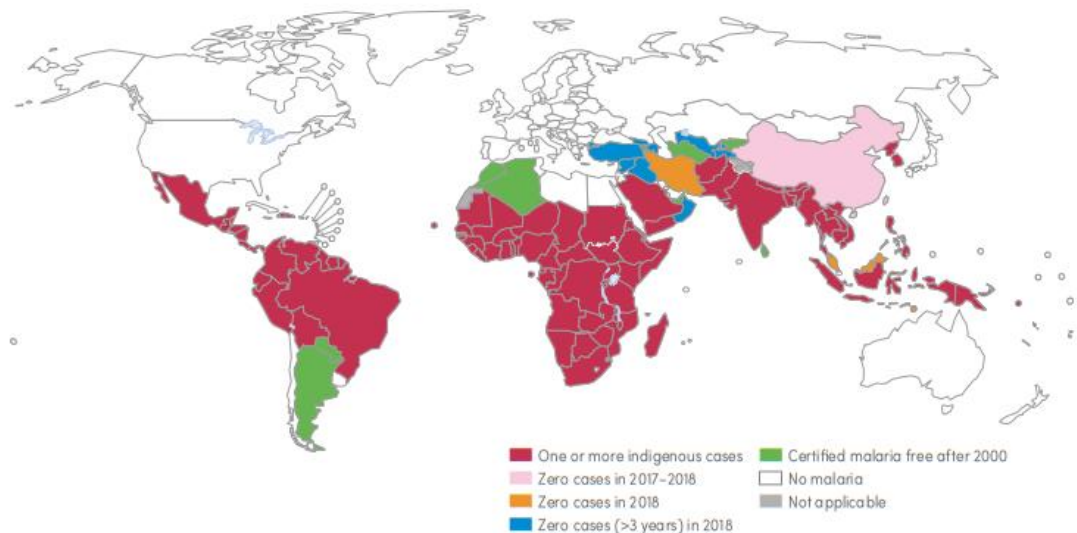 One or more indigenous cases
Zero cases in 2017–2018
Zero cases in 2018
Zero cases (>3 years) in 2018
Certified malaria free after 2000
No malaria
Not applicable